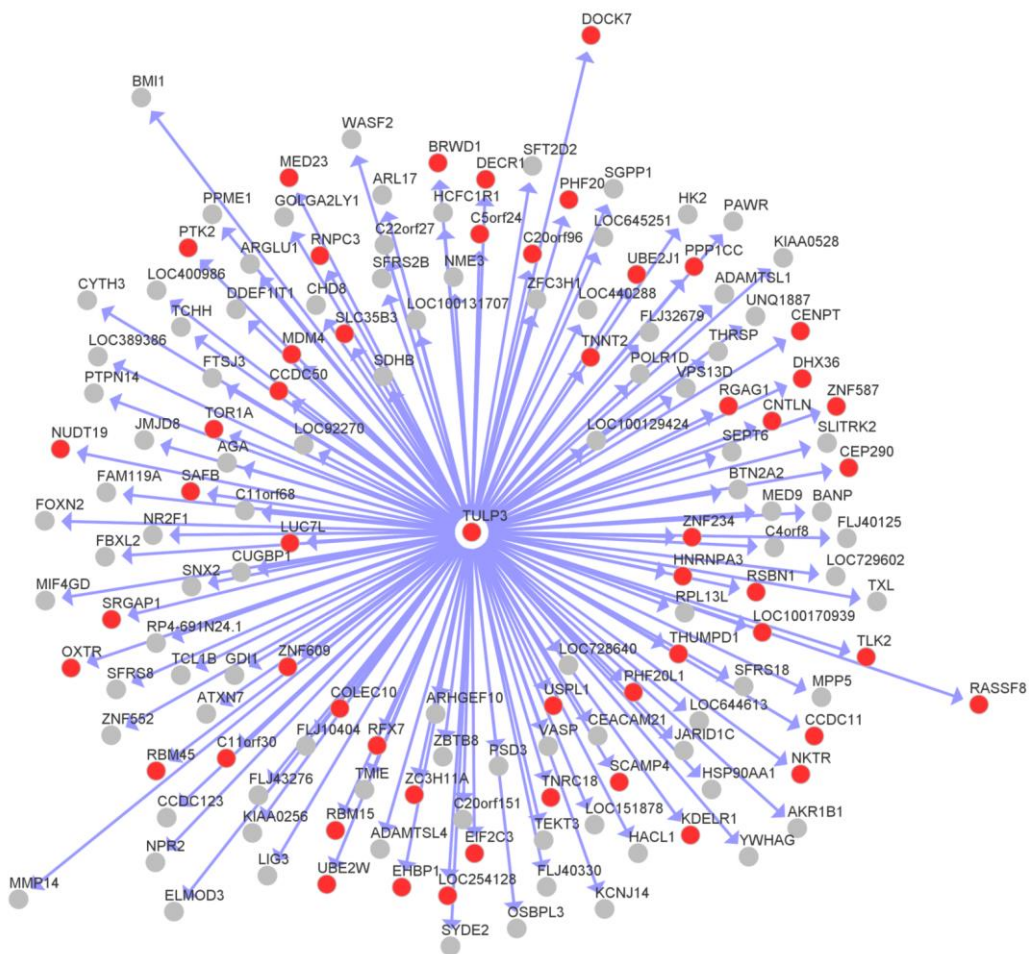 DOCK7
BMI1
WASF2
BRWD1
DECR1
SFT2D2
MED23
ARL17
PHF20
SGPP1
PPME1
GOLGA2LY1
HCFC1R1
HK2
PAWR
PTK2
ARGLU1
RNPC3
C22orf27
C5orf24
C20orf96
LOC645251
KIAA0528
LOC400986
SFRS2B
NME3
UBE2J1
PPP1CC
CYTH3
DDEF1IT1
CHD8
ZFC3H1
LOC440288
ADAMTSL1
TCHH
SLC35B3
LOC100131707
UNQ1887
FLJ32679
CENPT
LOC389386
MDM4
TNNT2
THRSP
FTSJ3
SDHB
POLR1D
DHX36
PTPN14
CCDC50
VPS13D
RGAG1
ZNF587
CNTLN
TOR1A
JMJD8
LOC92270
LOC100129424
SLITRK2
NUDT19
AGA
SEPT6
CEP290
FAM119A
SAFB
C11orf68
BTN2A2
FOXN2
NR2F1
MED9
BANP
TULP3
LUC7L
ZNF234
FLJ40125
FBXL2
C4orf8
CUGBP1
HNRNPA3
LOC729602
MIF4GD
SNX2
RSBN1
TXL
SRGAP1
RPL13L
RP4-691N24.1
LOC100170939
OXTR
ZNF609
THUMPD1
TLK2
SFRS8
TCL1B
GDI1
LOC728640
SFRS18
MPP5
RASSF8
ATXN7
COLEC10
ARHGEF10
USPL1
PHF20L1
ZNF552
LOC644613
CCDC11
C11orf30
FLJ10404
RFX7
ZBTB8
VASP
CEACAM21
JARID1C
RBM45
PSD3
NKTR
FLJ43276
TMIE
ZC3H11A
SCAMP4
HSP90AA1
CCDC123
C20orf151
TNRC18
AKR1B1
KIAA0256
RBM15
LOC151878
KDELR1
NPR2
ADAMTSL4
EIF2C3
TEKT3
HACL1
YWHAG
LIG3
UBE2W
EHBP1
LOC254128
FLJ40330
MMP14
ELMOD3
KCNJ14
OSBPL3
SYDE2